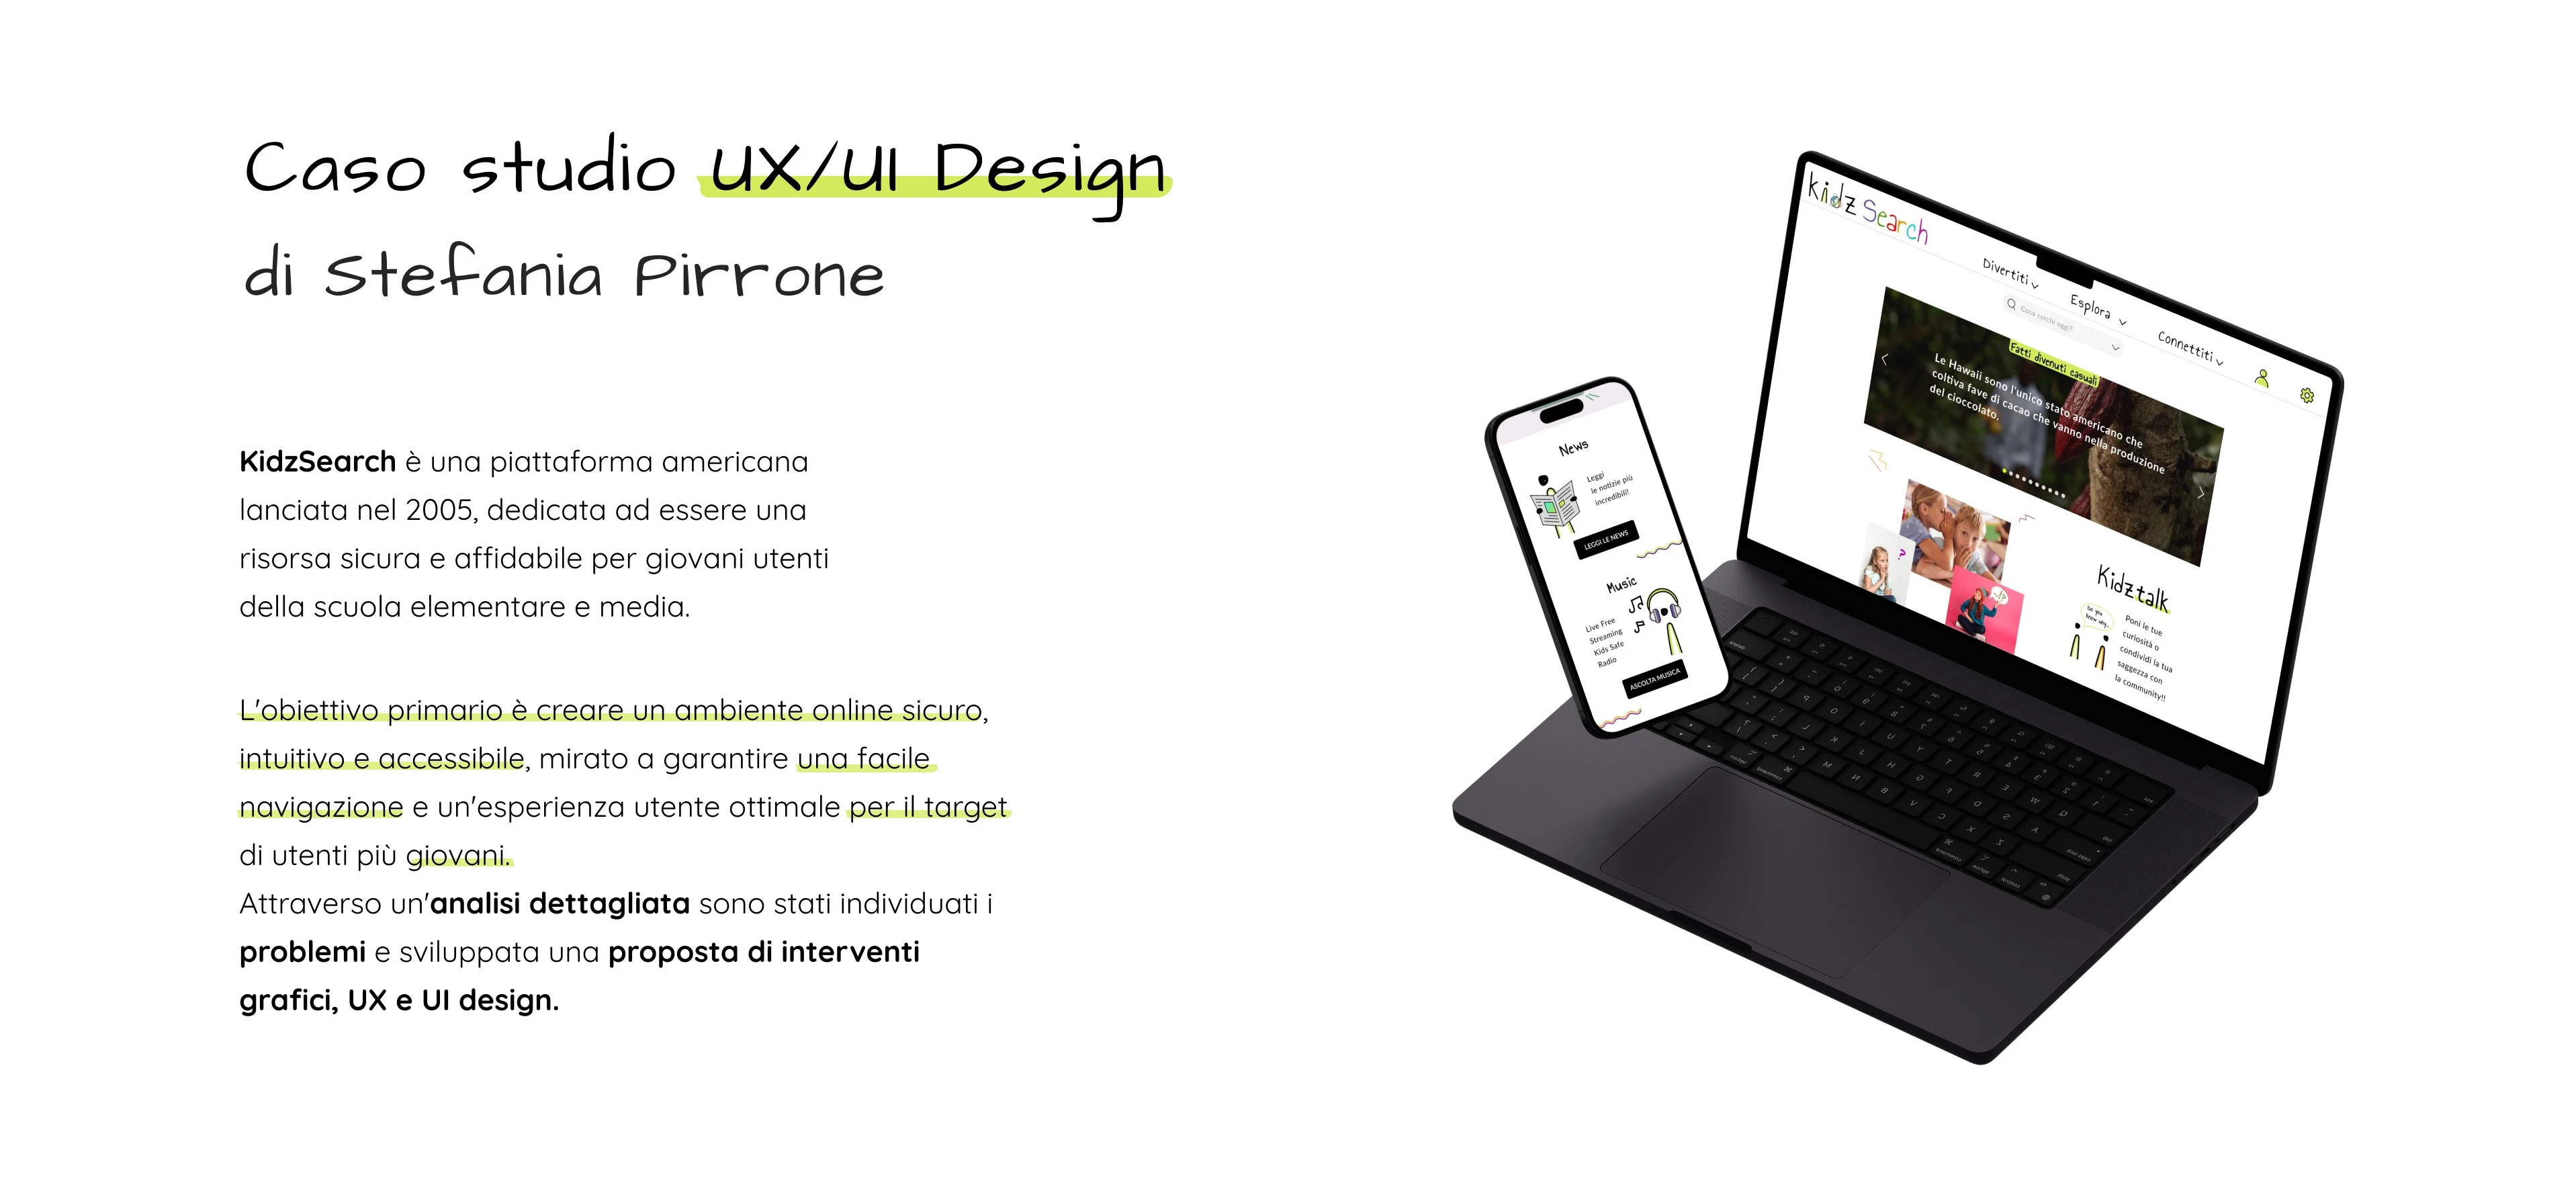 Caso studio UX/UI Design
di Stefania Pirrone
KidzSearch è una piattaforma americana
lanciata nel 2005, dedicata ad essere una
risorsa sicura e affidabile per giovani utenti
della scuola elementare e media.
L'obiettivo primario è creare un ambiente online sicuro,
intuitivo e accessibile, mirato a garantire una facile
navigazione e un'esperienza utente ottimale per il target
di utenti più giovani.
Attraverso un'analisi dettagliata sono stati individuati i
problemi e sviluppata una proposta di interventi
grafici, UX e UI design.
News
Leggi
le notizie più
incredibili!
LEGGI LE NEWS
Music
Live Free
Streaming
Kids Safe
Radio
ASCOLTA MUSICA
kidz Search
Divertiti
Esplora
Connettiti
Cosa cerchi oggi?
Fatti divenuti casuali
Le Hawaii sono l'unico stato americano che
coltiva fave di cacao che vanno nella produzione
del cioccolato.
Kidztalk
Poni le tue
curiosità o
condividi la tua
saggezza con
la community!!